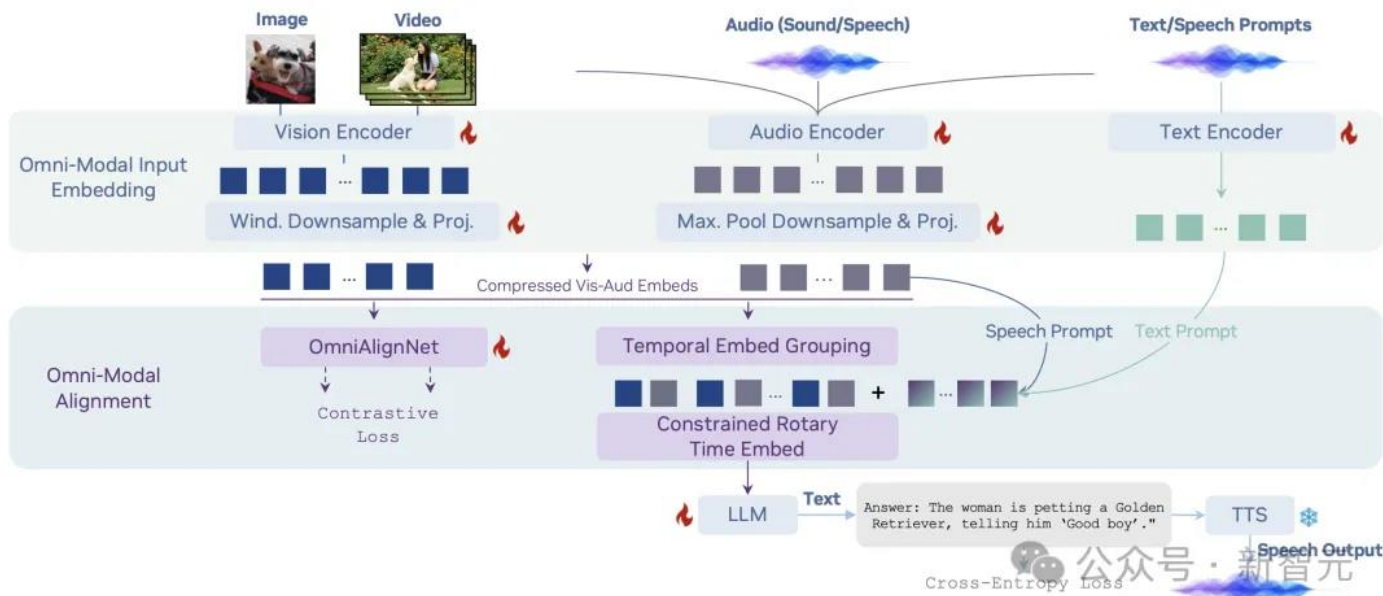 Image
Video
Audio (Sound/Speech)
Text/Speech Prompts
Vision Encoder
Audio Encoder
Text Encoder
Omni-Modal Input
Embedding
...
...
Wind. Downsample & Proj.
Max. Pool Downsample & Proj.
...
...
Compressed Vis-Aud Embeds
...
OmniAlignNet
Temporal Embed Grouping
Speech Prompt
Text Prompt
Omni-Modal
Alignment
...
+
...
Contrastive
Loss
Constrained Rotary
Time Embed
LLM
Text
Answer: The woman is petting a Golden
Retriever, telling him ‘Good boy’."
TTS
Speech Output
公众号 · 新智元
Cross-Entropy Loss